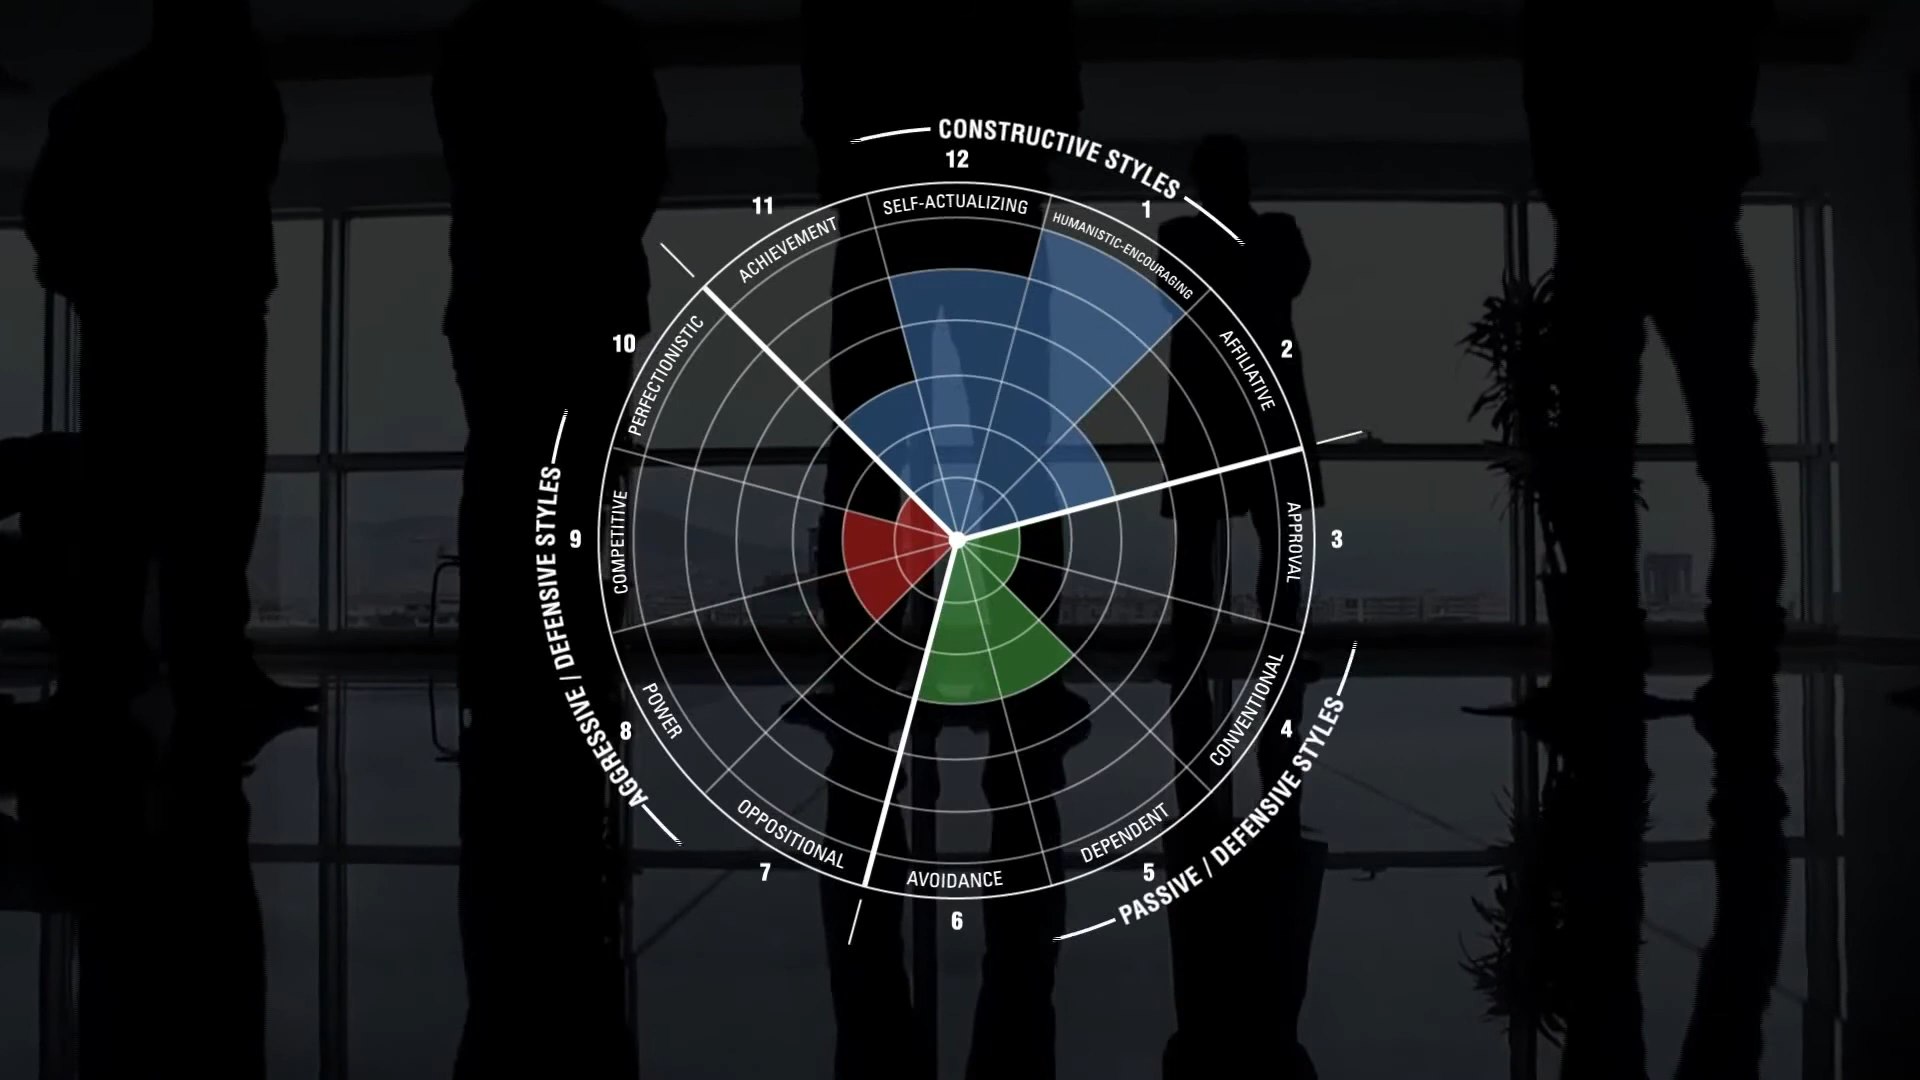 CONSTRUCTIVE STYLES
12
11
1
SELF-ACTUALIZING
HUMANISTIC-ENCOURAGING
ACHIEVEMENT
10
2
PERFECTIONISTIC
AFFILIATIVE
AGGRESSIVE / DEFENSIVE STYLES
9
COMPETITIVE
APPROVAL
3
8
POWER
CONVENTIONAL
4
PASSIVE / DEFENSIVE STYLES
OPPOSITIONAL
DEPENDENT
7
AVOIDANCE
5
6